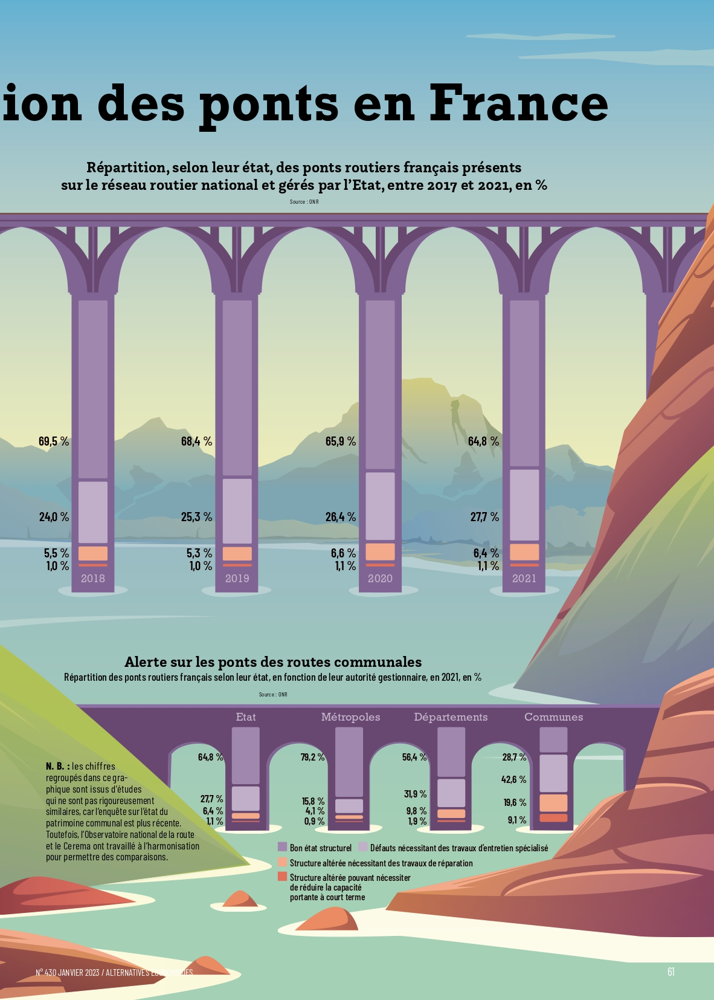 ion des ponts en France
Répartition, selon leur état, des ponts routiers français présents
sur le réseau routier national et gérés par l'Etat, entre 2017 et 2021, en %
Source : ONR
69,5 %
68,4 %
65,9 %
64,8 %
24,0 %
25,3 %
26,4 %
27,7 %
5,5 %
5,3 %
6,6 %
6,4 %
1,0 %
1,0 %
1,1 %
1,1 %
2018
2019
2020
2021
Alerte sur les ponts des routes communales
Répartition des ponts routiers français selon leur état, en fonction de leur autorité gestionnaire, en 2021, en %
Source : ONR
Etat
Métropoles
Départements
Communes
64,8 %
79,2 %
56,4 %
28,7 %
27,7 %
15,8 %
31,9 %
42,6 %
6,4 %
4,1 %
9,8 %
19,6 %
1,1 %
0,9 %
1,9 %
9,1 %
N. B. : les chiffres
regroupés dans ce gra-
phique sont issus d'études
qui ne sont pas rigoureusement
similaires, car l'enquête sur l'état du
patrimoine communal est plus récente.
Toutefois, l'Observatoire national de la route
et le Cerema ont travaillé à l'harmonisation
pour permettre des comparaisons.
Bon état structurel
Défauts nécessitant des travaux d'entretien spécialisé
Structure altérée nécessitant des travaux de réparation
Structure altérée pouvant nécessiter
de réduire la capacité
portante à court terme
N° 430 JANVIER 2023 / ALTERNATIVES ÉCONOMIQUES
61